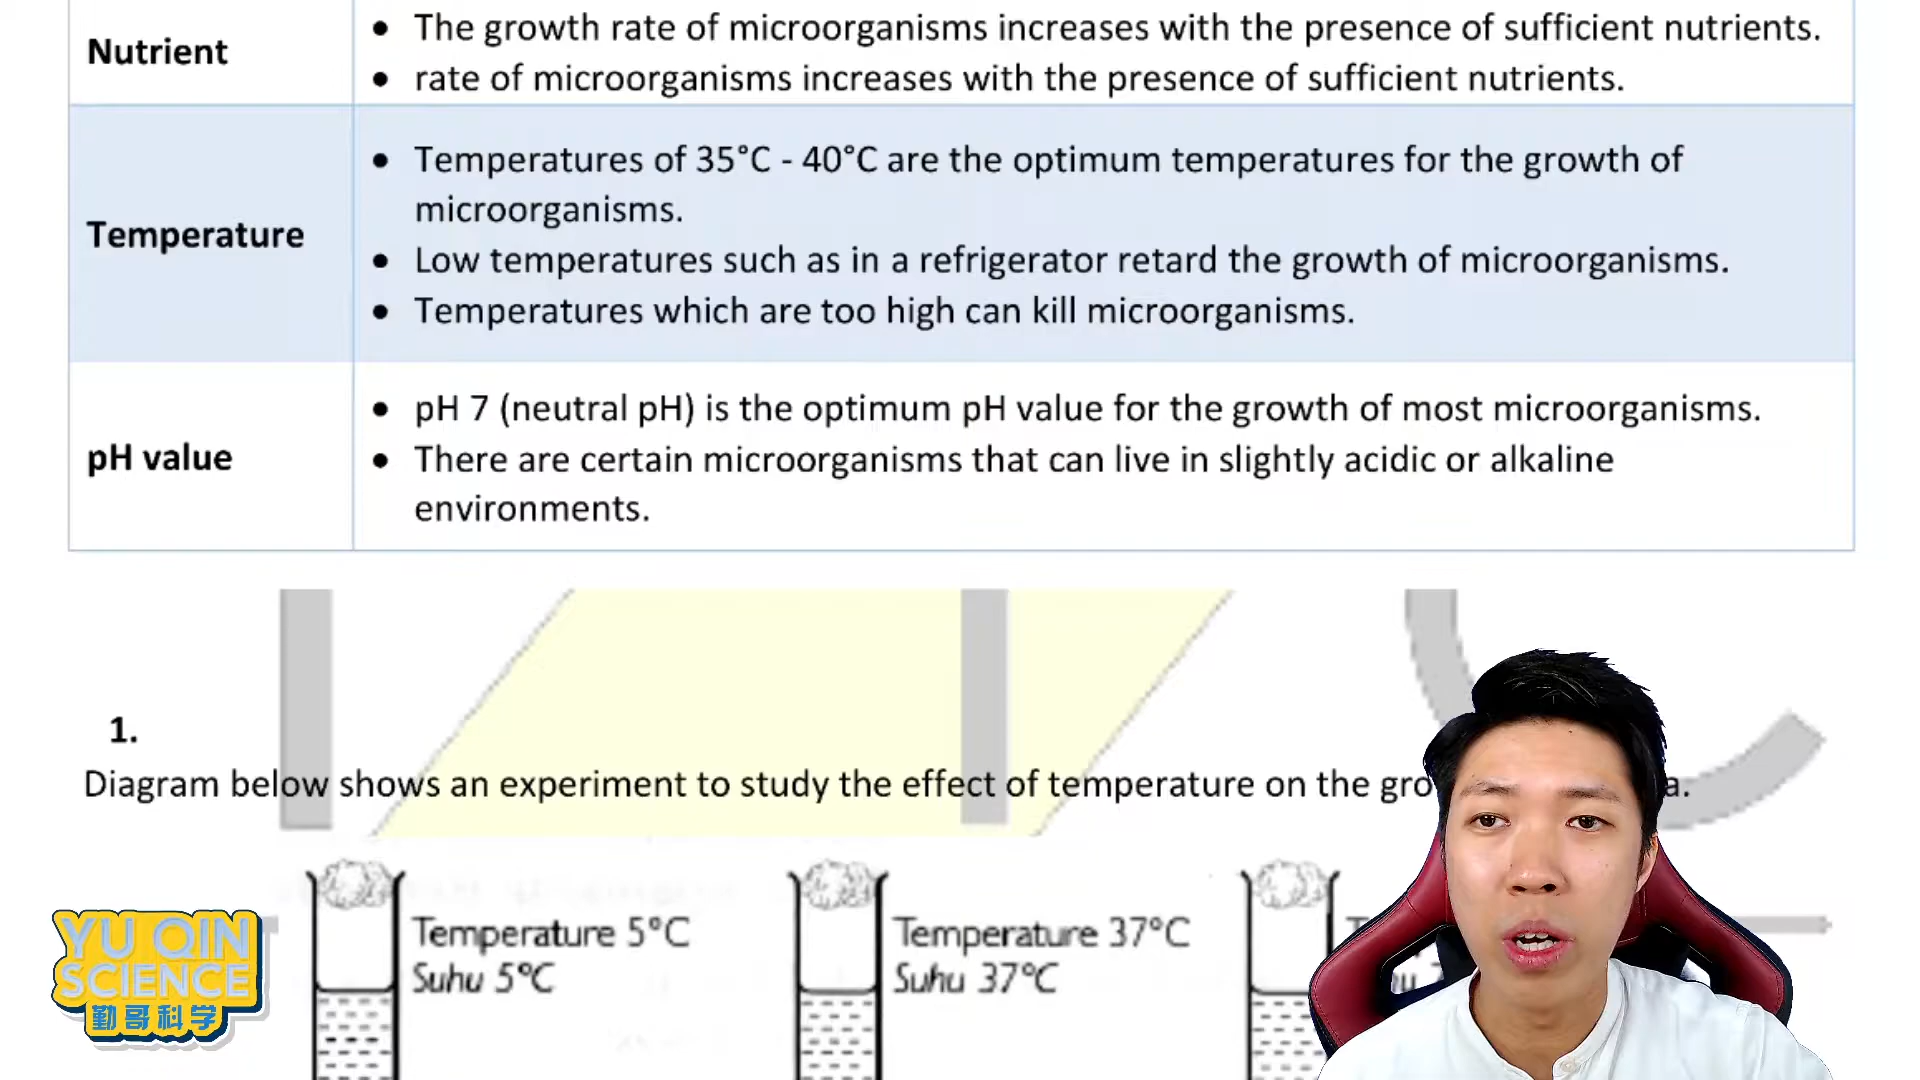 Nutrient
• The growth rate of microorganisms increases with the presence of sufficient nutrients.
• rate of microorganisms increases with the presence of sufficient nutrients.
Temperature
• Temperatures of 35°C - 40°C are the optimum temperatures for the growth of
microorganisms.
• Low temperatures such as in a refrigerator retard the growth of microorganisms.
• Temperatures which are too high can kill microorganisms.
pH value
• pH 7 (neutral pH) is the optimum pH value for the growth of most microorganisms.
• There are certain microorganisms that can live in slightly acidic or alkaline
environments.
1.
Diagram below shows an experiment to study the effect of temperature on the
Temperature 5°C
Suhu 5°C
Temperature 37°C
Suhu 37°C
YU QIN
SCIENCE
勤哥科学